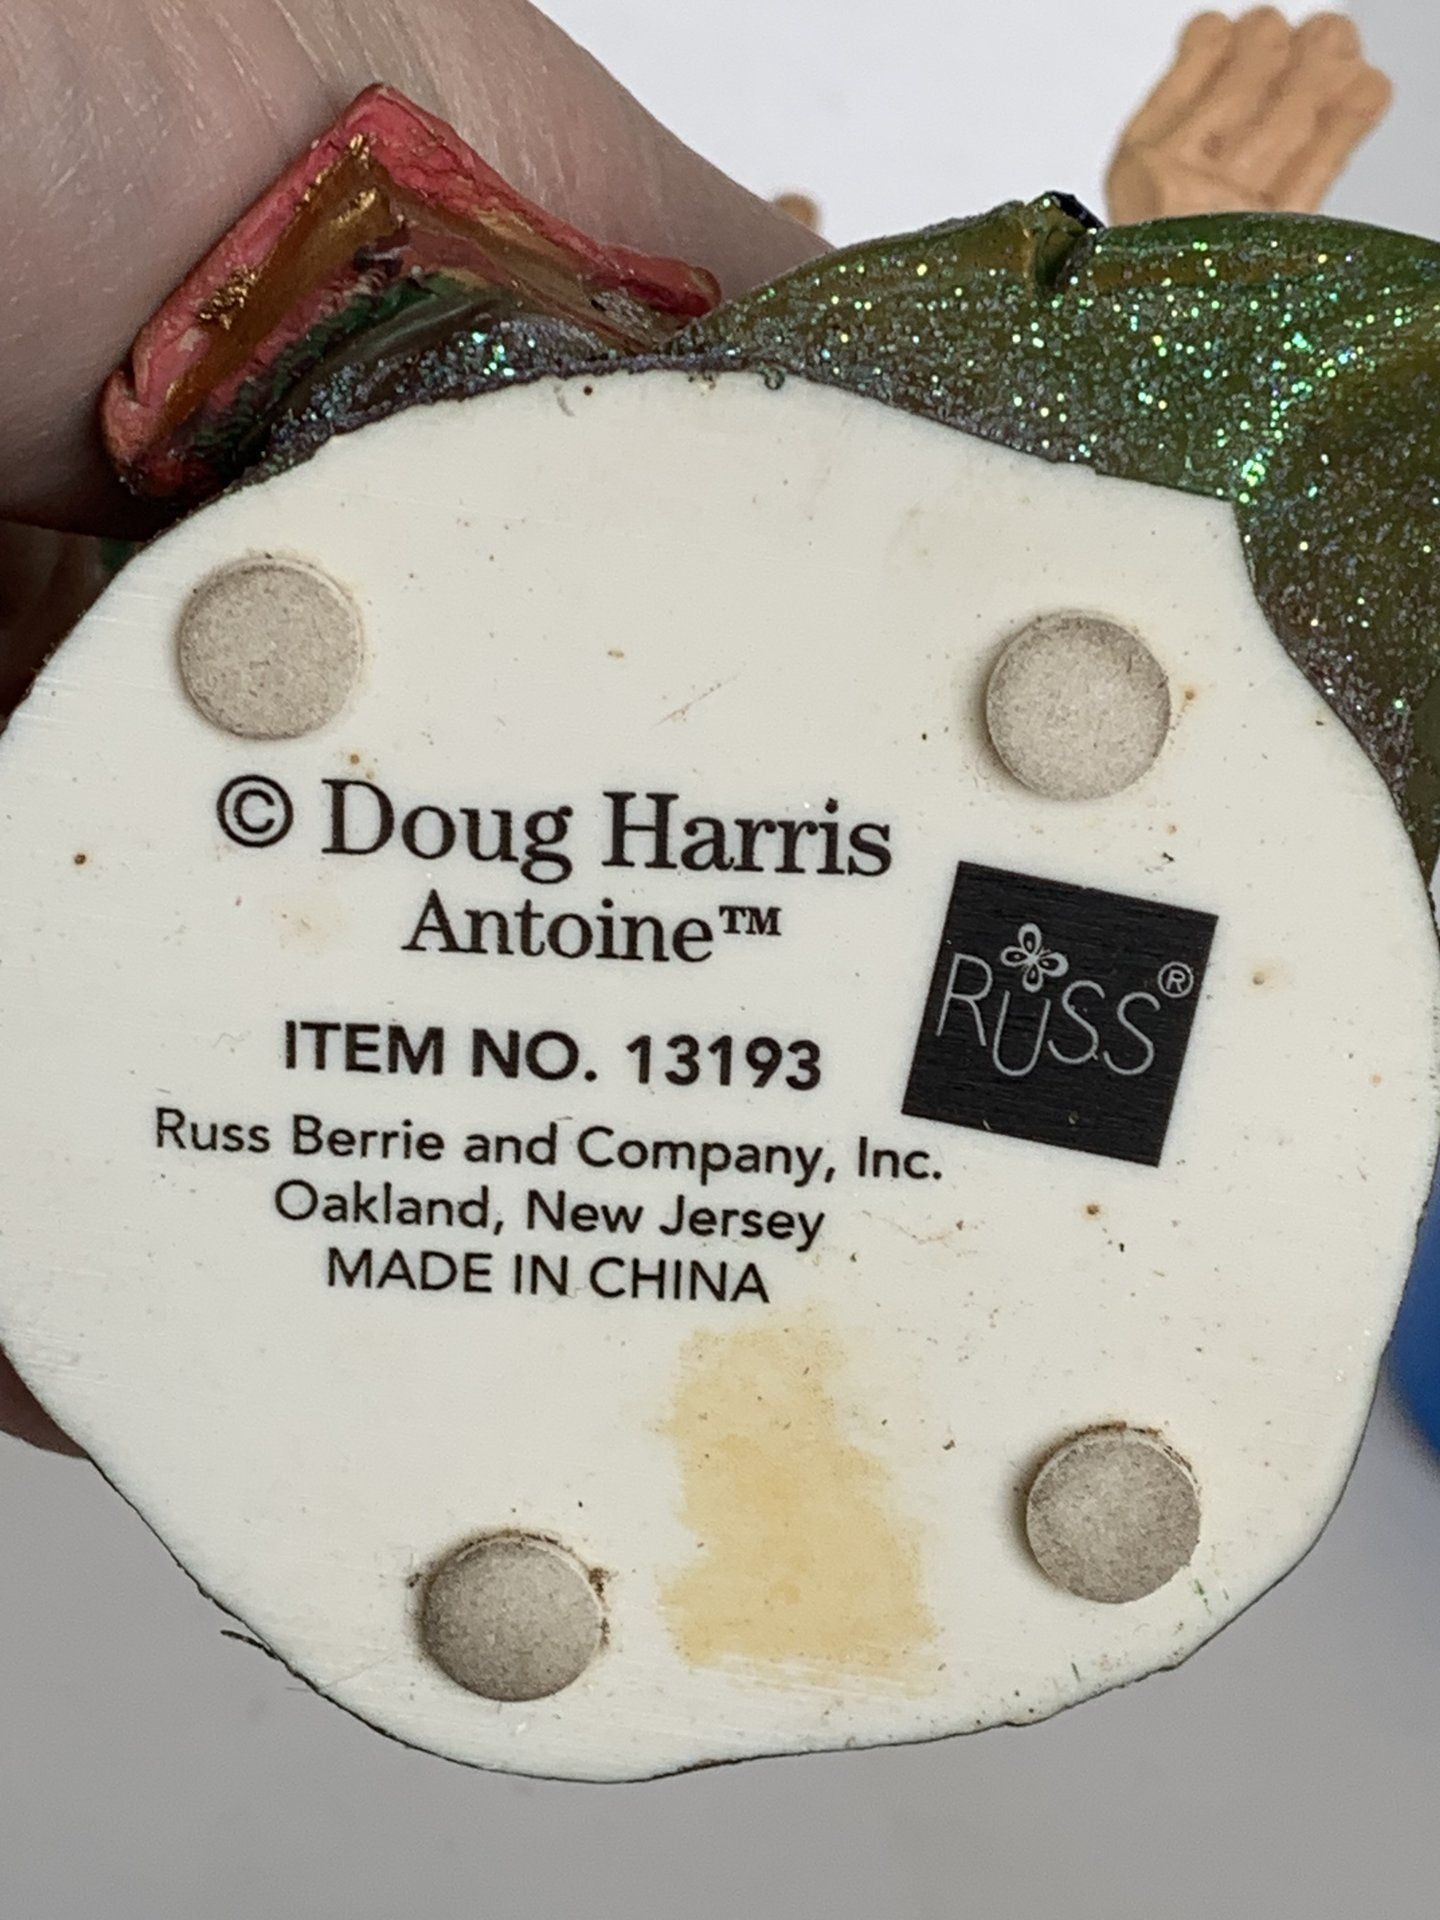 © Doug Harris
Antoine™
RUSS®
ITEM NO. 13193
Russ Berrie and Company, Inc.
Oakland, New Jersey
MADE IN CHINA